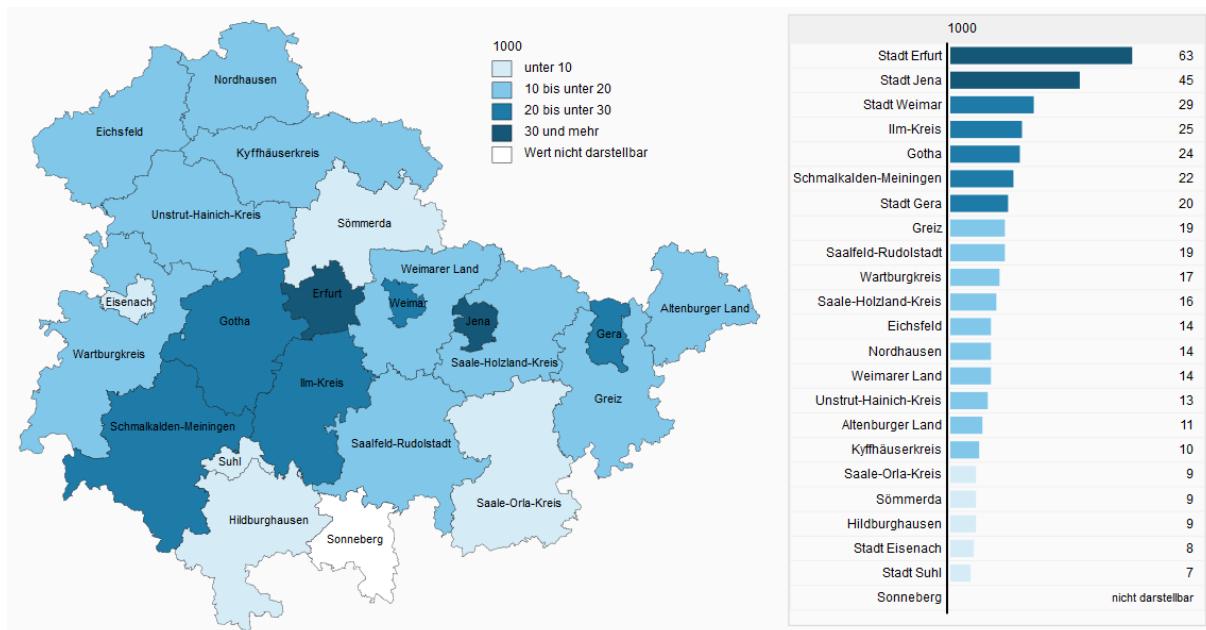 1000
unter 10
10 bis unter 20
20 bis unter 30
30 und mehr
Wert nicht darstellbar
Nordhausen
Eichsfeld
Kyffhäuserkreis
Unstrut-Hainich-Kreis
Sömmerda
Weimarer Land
Eisenach
Erfurt
Weimar
Altenburger Land
Gotha
Jena
Gera
Wartburgkreis
Saale-Holzland-Kreis
Ilm-Kreis
Greiz
Schmalkalden-Meiningen
Saalfeld-Rudolstadt
Suhl
Saale-Orla-Kreis
Hildburghausen
Sonneberg
1000
Stadt Erfurt 63
Stadt Jena 45
Stadt Weimar 29
Ilm-Kreis 25
Gotha 24
Schmalkalden-Meiningen 22
Stadt Gera 20
Greiz 19
Saalfeld-Rudolstadt 19
Wartburgkreis 17
Saale-Holzland-Kreis 16
Eichsfeld 14
Nordhausen 14
Weimarer Land 14
Unstrut-Hainich-Kreis 13
Altenburger Land 11
Kyffhäuserkreis 10
Saale-Orla-Kreis 9
Sömmerda 9
Hildburghausen 9
Stadt Eisenach 8
Stadt Suhl 7
Sonneberg nicht darstellbar